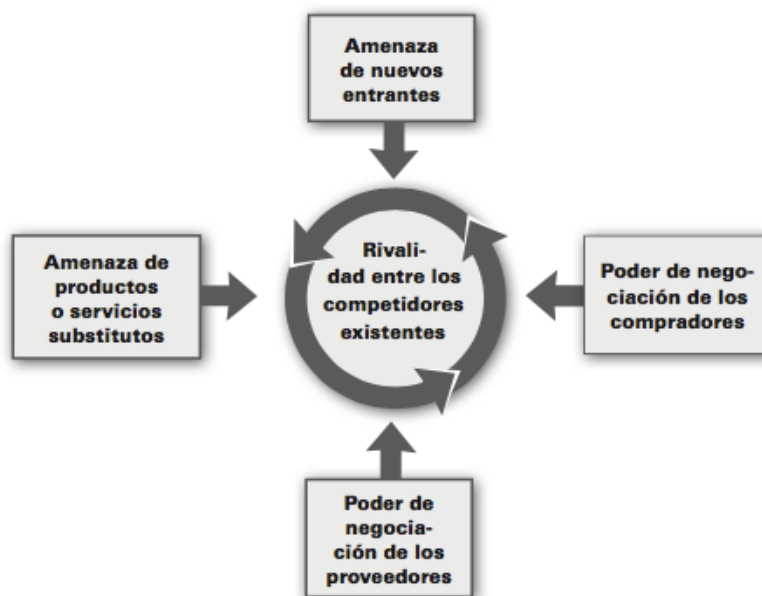 Amenaza
de nuevos
entrantes
Amenaza de
productos
o servicios
substitutos
Rivali-
dad entre los
competidores
existentes
Poder de nego-
ciación de los
compradores
Poder de
negocia-
ción de los
proveedores